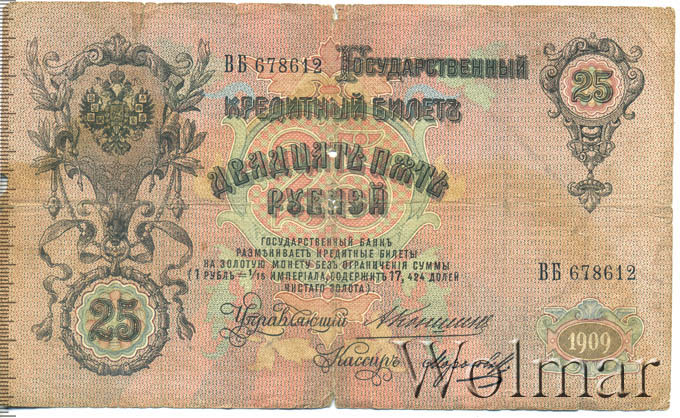 ВБ 678612
Государственный
25
Кредитный Билетъ
Двадцать пять
рублей
Государственный банкъ
размѣниваетъ кредитные билеты
на золотую монету безъ ограниченія суммы
(1 рубль = 1/15 имперіала, содержитъ 17, 424 долей
чистаго золота).
ВБ 678612
25
Управляющій
Кассиръ
1909
Wolmar